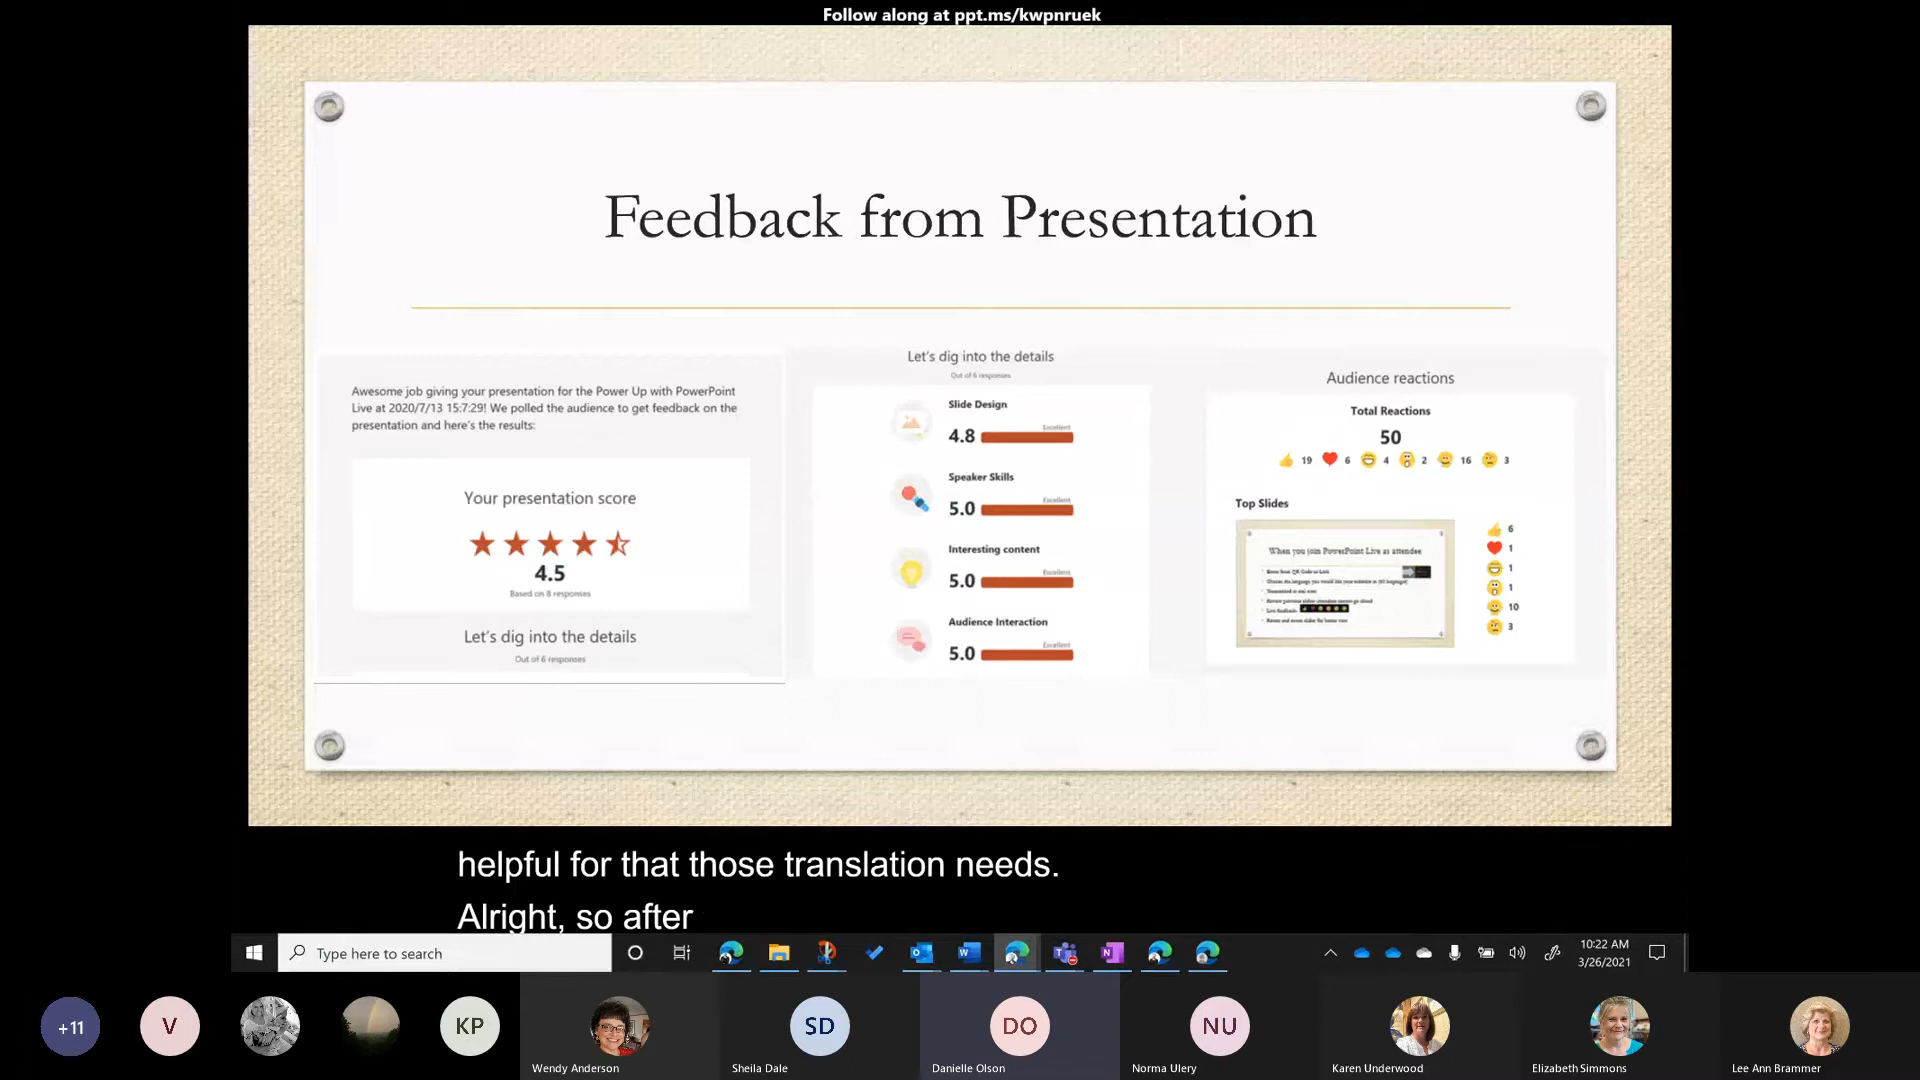 Follow along at ppt.ms/kwpnruek
Feedback from Presentation
Awesome job giving your presentation for the Power Up with PowerPoint
Live at 2020/7/13 15:7:29! We polled the audience to get feedback on the
presentation and here's the results:
Your presentation score
4.5
Based on 8 responses
Let's dig into the details
Out of 6 responses
Let's dig into the details
Out of 6 responses
Slide Design
4.8
Excellent
Speaker Skills
5.0
Excellent
Interesting content
5.0
Excellent
Audience Interaction
5.0
Excellent
Audience reactions
Total Reactions
50
19 6 4 2 16 3
Top Slides
When you join PowerPoint Live as attendee
6
1
1
1
10
3
helpful for that those translation needs.
Alright, so after
Type here to search
10:22 AM
3/26/2021
+11
V
KP
Wendy Anderson
SD
Sheila Dale
DO
Danielle Olson
NU
Norma Ulery
Karen Underwood
Elizabeth Simmons
Lee Ann Brammer